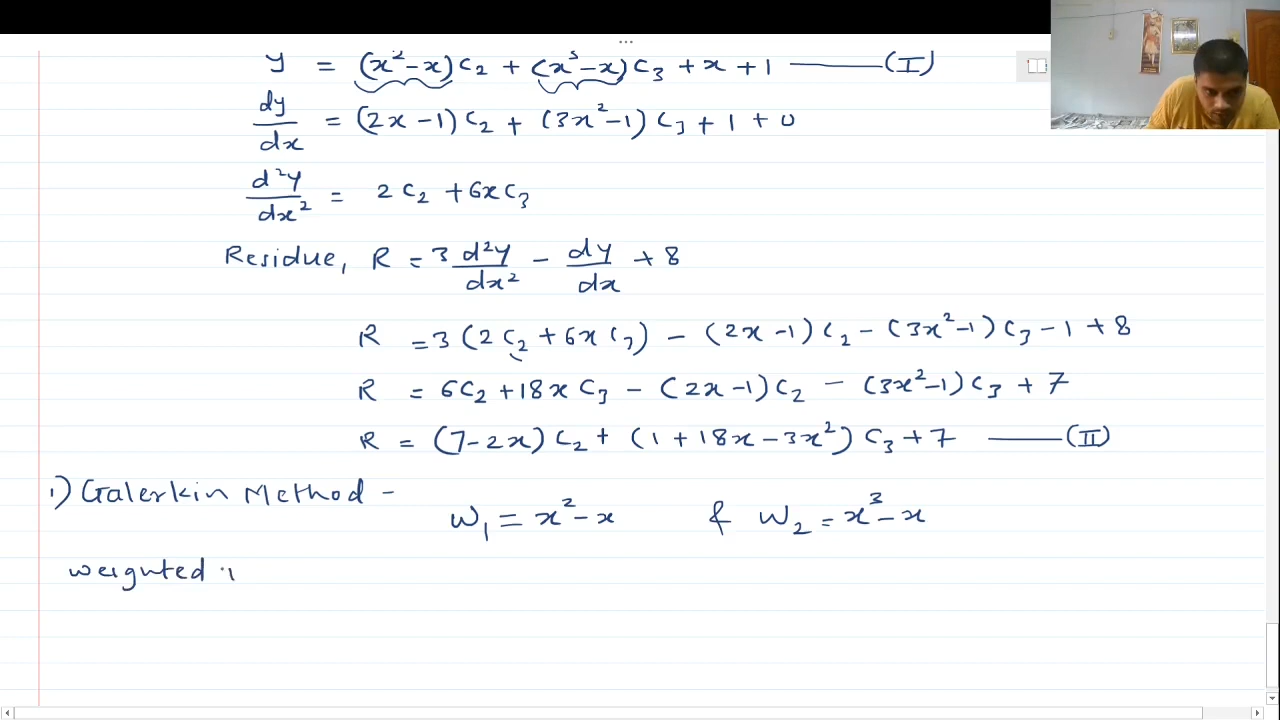 y = (x²-x)C₂ + (x³-x)C₃ + x + 1 ——— (I)
dy/dx = (2x-1)C₂ + (3x²-1)C₃ + 1 + 0
d²y/dx² = 2C₂ + 6xC₃
Residue, R = 3 d²y/dx² - dy/dx + 8
R = 3(2C₂ + 6xC₃) - (2x-1)C₂ - (3x²-1)C₃ - 1 + 8
R = 6C₂ + 18xC₃ - (2x-1)C₂ - (3x²-1)C₃ + 7
R = (7-2x)C₂ + (1+18x-3x²)C₃ + 7 ——— (II)
1) Galerkin Method -
w₁ = x²-x & w₂ = x³-x
weighted